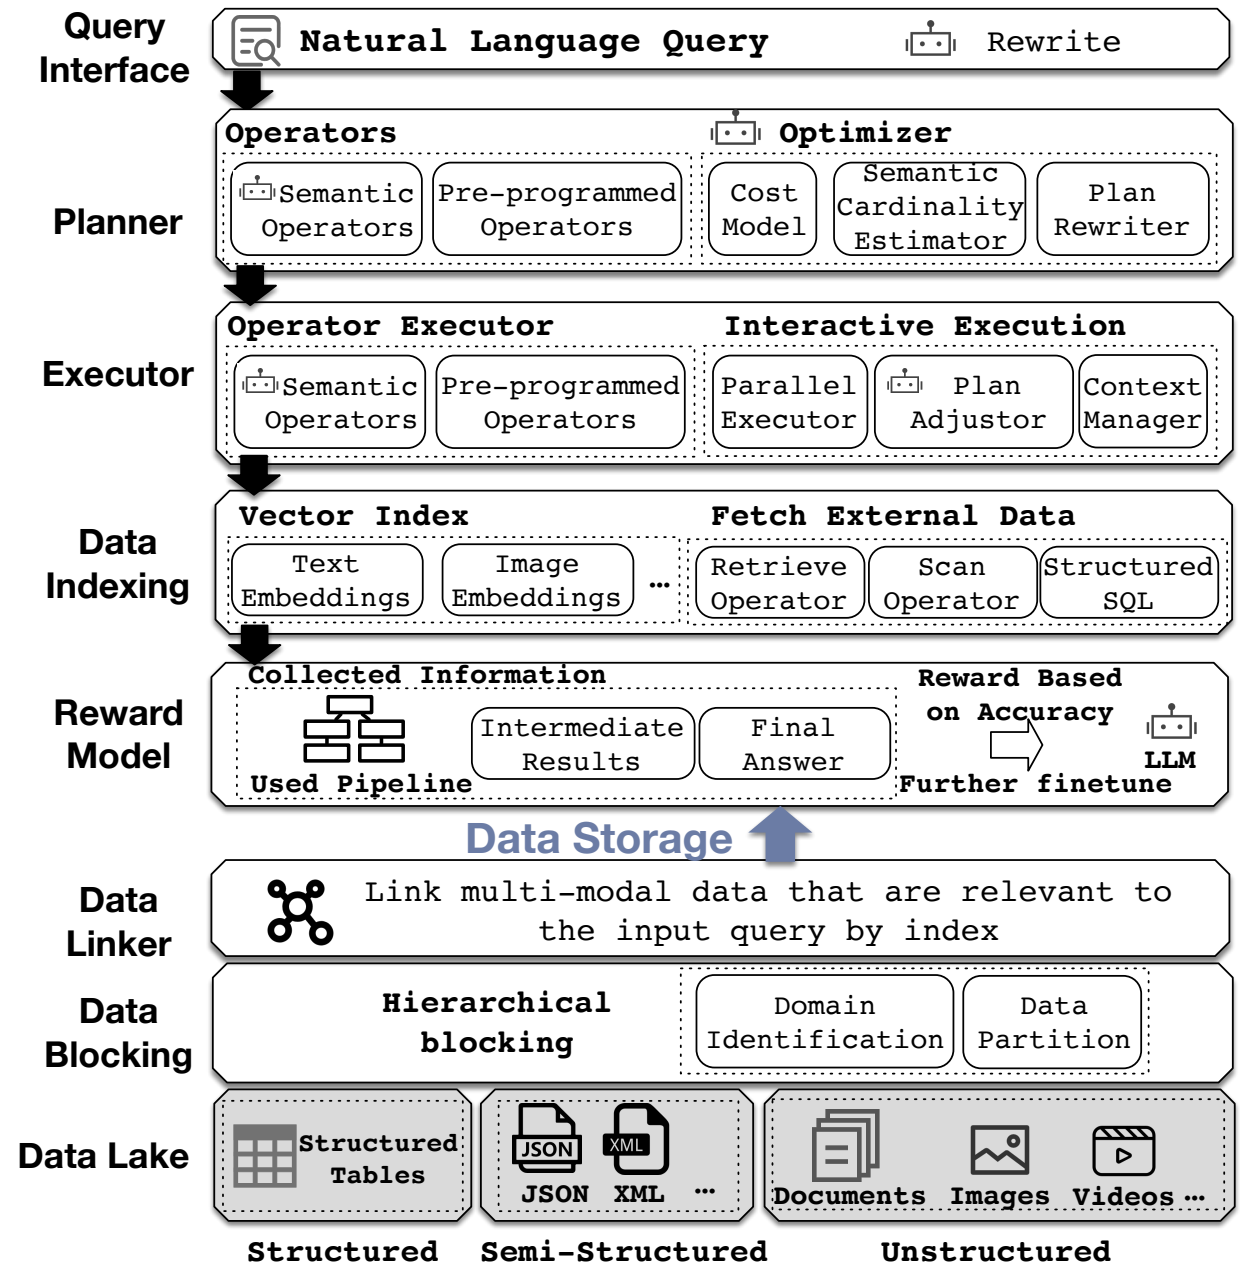 Query
Interface
Natural Language Query
Rewrite
Planner
Operators
Optimizer
Semantic
Operators
Pre-programmed
Operators
Cost
Model
Semantic
Cardinality
Estimator
Plan
Rewriter
Executor
Operator Executor
Interactive Execution
Semantic
Operators
Pre-programmed
Operators
Parallel
Executor
Plan
Adjustor
Context
Manager
Data
Indexing
Vector Index
Fetch External Data
Text
Embeddings
Image
Embeddings
...
Retrieve
Operator
Scan
Operator
Structured
SQL
Reward
Model
Collected Information
Used Pipeline
Intermediate
Results
Final
Answer
Reward Based
on Accuracy
Further finetune
LLM
Data Storage
Data
Linker
Link multi-modal data that are relevant to
the input query by index
Data
Blocking
Hierarchical
blocking
Domain
Identification
Data
Partition
Data Lake
Structured
Tables
JSON
JSON
XML
XML
...
Documents
Images
Videos ...
Structured
Semi-Structured
Unstructured